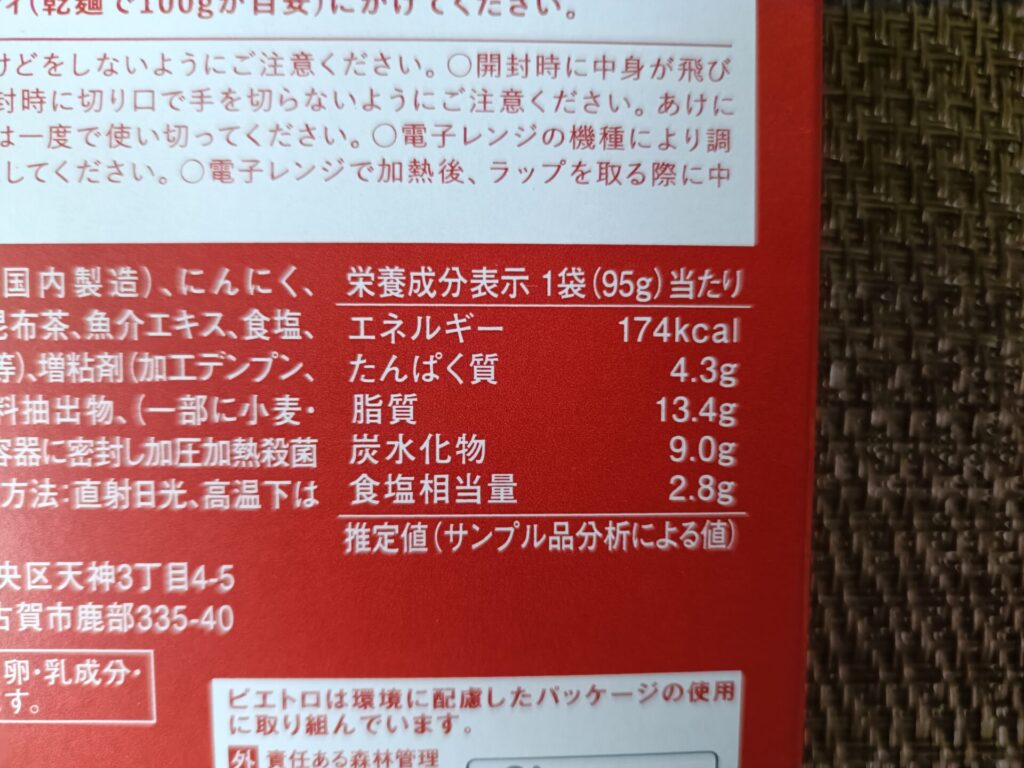 (乾麺で100gが目安)にかけてください。
けどをしないようにご注意ください。○開封時に中身が飛び
封時に切り口で手を切らないようにご注意ください。あけに
は一度で使い切ってください。○電子レンジの機種により調
してください。○電子レンジで加熱後、ラップを取る際に中
国内製造)、にんにく、
昆布茶、魚介エキス、食塩、
等)、増粘剤(加工デンプン、
料抽出物、(一部に小麦・
容器に密封し加圧加熱殺菌
方法:直射日光、高温下は
栄養成分表示 1袋(95g)当たり
エネルギー 174kcal
たんぱく質 4.3g
脂質 13.4g
炭水化物 9.0g
食塩相当量 2.8g
推定値(サンプル品分析による値)
央区天神3丁目4-5
古賀市鹿部335-40
卵・乳成分・
す。
ピエトロは環境に配慮したパッケージの使用
に取り組んでいます。
外 責任ある森林管理